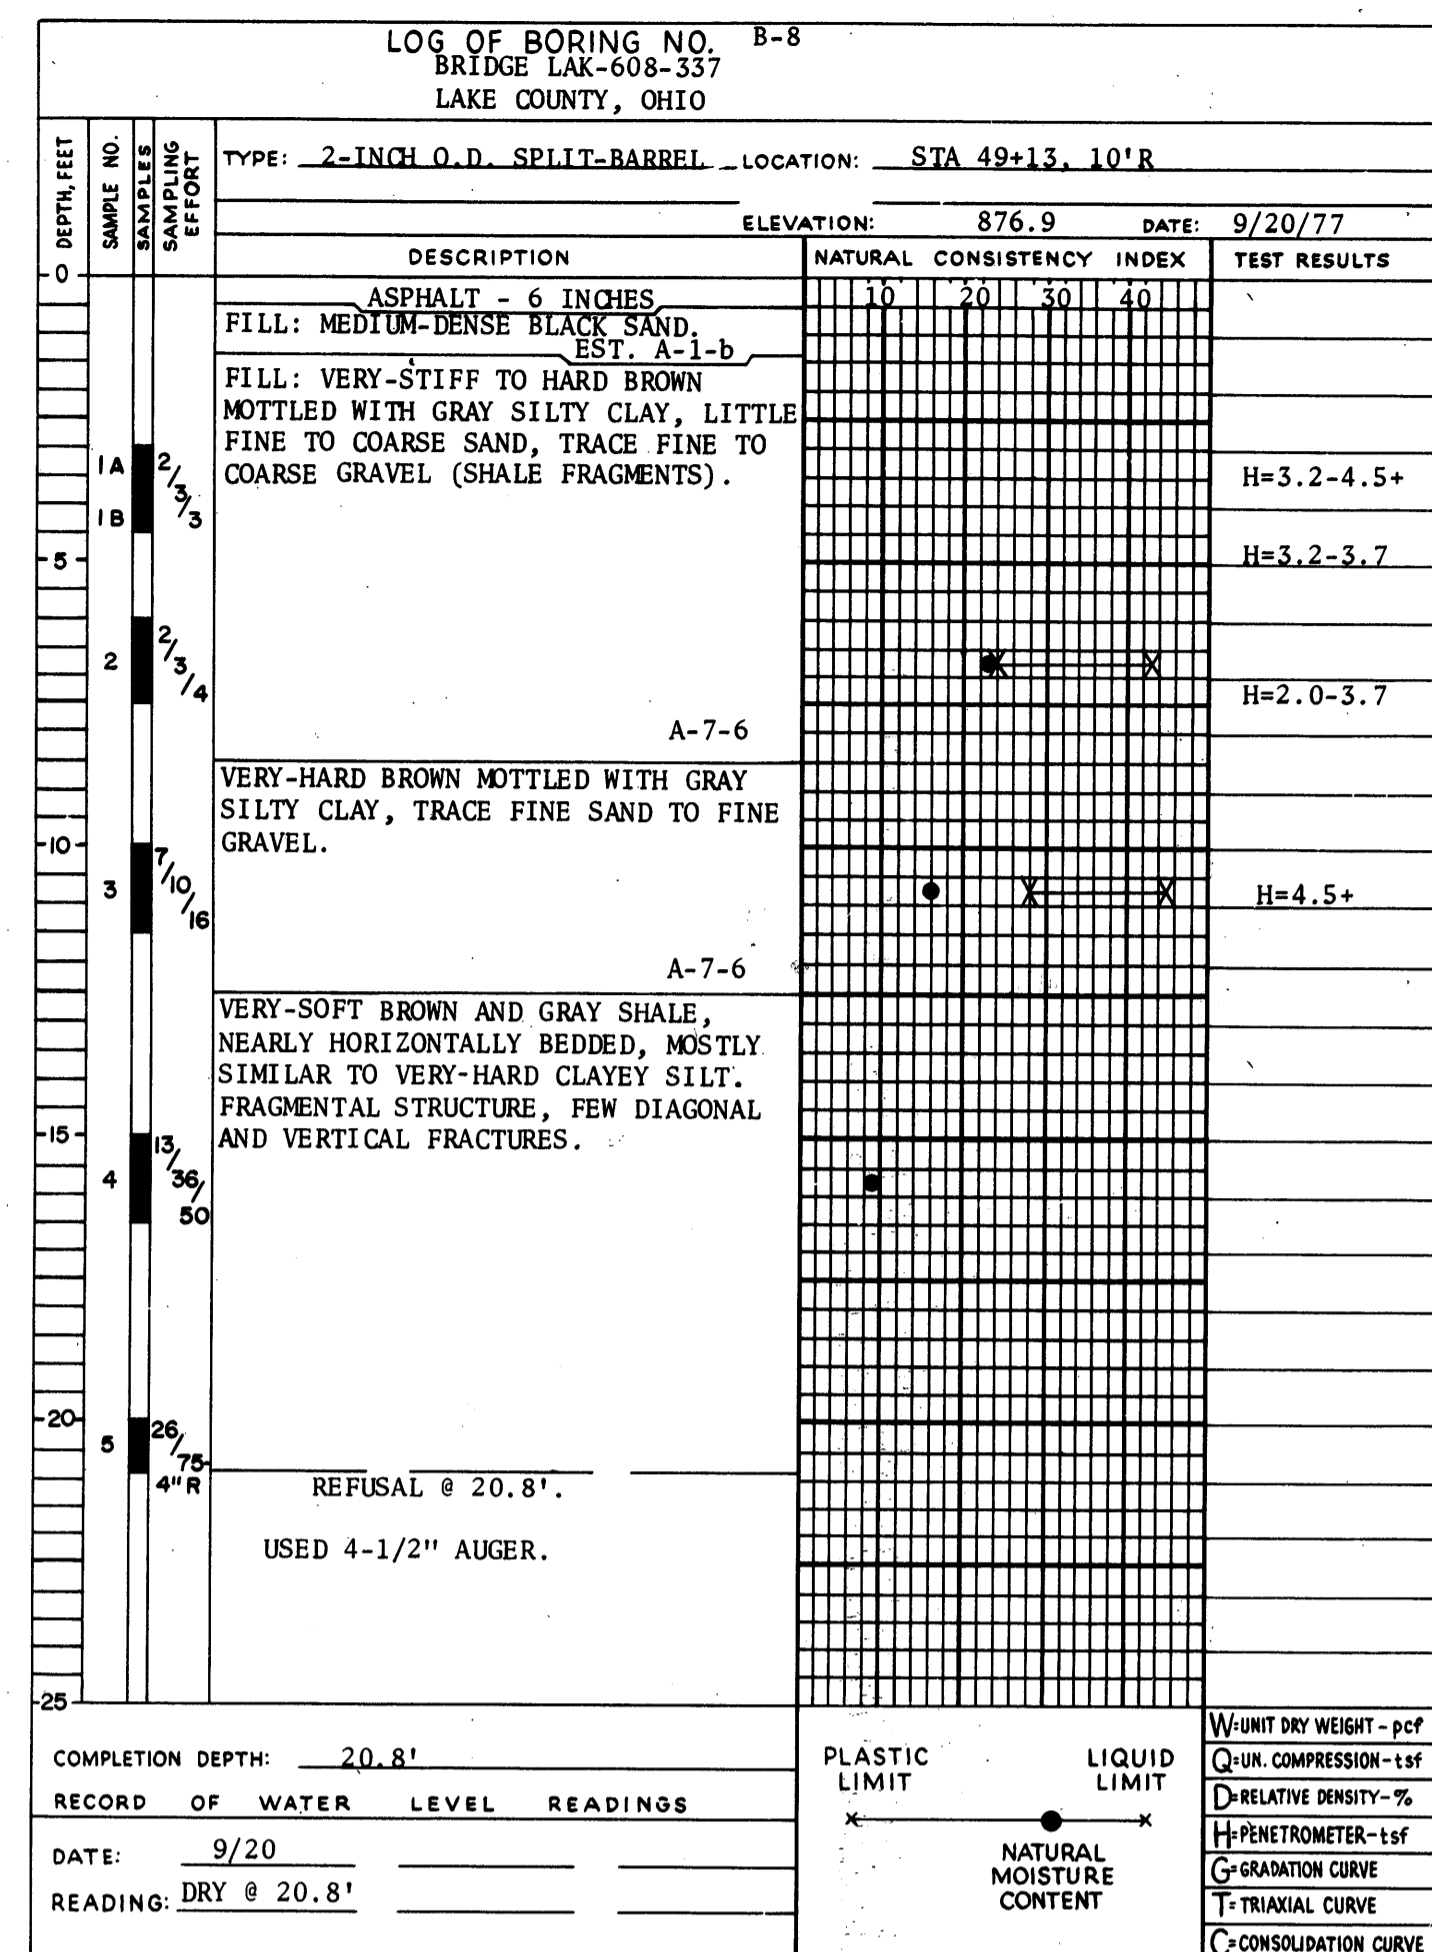 LOG OF BORING NO. B-8
BRIDGE LAK-608-337
LAKE COUNTY, OHIO
DEPTH, FEET
SAMPLE NO.
SAMPLES
SAMPLING EFFORT
TYPE: 2-INCH O.D. SPLIT-BARREL LOCATION: STA 49+13, 10'R
ELEVATION: 876.9 DATE: 9/20/77
DESCRIPTION NATURAL CONSISTENCY INDEX TEST RESULTS
0
10 20 30 40
ASPHALT - 6 INCHES
FILL: MEDIUM-DENSE BLACK SAND.
EST. A-1-b
FILL: VERY-STIFF TO HARD BROWN
MOTTLED WITH GRAY SILTY CLAY, LITTLE
FINE TO COARSE SAND, TRACE FINE TO
COARSE GRAVEL (SHALE FRAGMENTS).
1A 2/3/3 H=3.2-4.5+
1B
5 H=3.2-3.7
2 2/3/4
H=2.0-3.7
A-7-6
VERY-HARD BROWN MOTTLED WITH GRAY
SILTY CLAY, TRACE FINE SAND TO FINE
GRAVEL.
10
3 7/10/16 H=4.5+
A-7-6
VERY-SOFT BROWN AND GRAY SHALE,
NEARLY HORIZONTALLY BEDDED, MOSTLY
SIMILAR TO VERY-HARD CLAYEY SILT.
FRAGMENTAL STRUCTURE, FEW DIAGONAL
AND VERTICAL FRACTURES.
15
4 13/36/50
20
5 26/75-4"R
REFUSAL @ 20.8'.
USED 4-1/2" AUGER.
25
COMPLETION DEPTH: 20.8'
RECORD OF WATER LEVEL READINGS
DATE: 9/20
READING: DRY @ 20.8'
PLASTIC LIMIT
LIQUID LIMIT
NATURAL
MOISTURE
CONTENT
W=UNIT DRY WEIGHT-pcf
Q=UN. COMPRESSION-tsf
D=RELATIVE DENSITY-%
H=PENETROMETER-tsf
G=GRADATION CURVE
T=TRIAXIAL CURVE
C=CONSOLIDATION CURVE